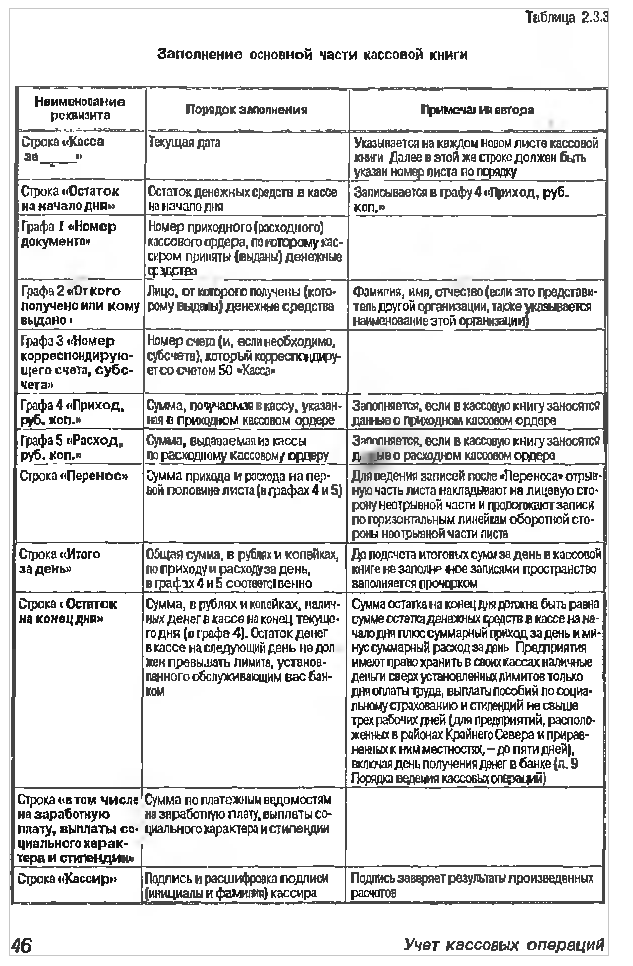 Таблица 2.3.3
Заполнение основной части кассовой книги
Наименование
реквизита
Порядок заполнения
Примечания автора
Строка «Касса
за_____»
Текущая дата
Указывается на каждом новом листе кассовой
книги Далее в этой же строке должен быть
указан номер листа по порядку
Строка «Остаток
на начало дня»
Остаток денежных средств в кассе
на начало дня
Записывается в графу 4 «Приход, руб.
коп.»
Графа 1 «Номер
документа»
Номер приходного (расходного)
кассового ордера, по которому кас-
сиром приняты (выданы) денежные
средства
Графа 2 «От кого
получено или кому
выдано»
Лицо, от которого получены (кото-
рому выданы) денежные средства
Фамилия, имя, отчество (если это представи-
тель другой организации, также указывается
наименование этой организации)
Графа 3 «Номер
корреспондирую-
щего счета, субс-
чета»
Номер счета (и, если необходимо,
субсчета), который корреспондиру-
ет со счетом 50 «Касса»
Графа 4 «Приход,
руб. коп.»
Сумма, получаемая в кассу, указан-
ная в приходном кассовом ордере
Заполняется, если в кассовую книгу заносятся
данные о приходном кассовом ордере
Графа 5 «Расход,
руб. коп.»
Сумма, выдаваемая из кассы
по расходному кассовому ордеру
Заполняется, если в кассовую книгу заносятся
данные о расходном кассовом ордере
Строка «Перенос»
Сумма прихода и расхода на пер-
вой половине листа (в графах 4 и 5)
Для ведения записей после «Переноса» отрыв-
ную часть листа накладывают на лицевую сто-
рону неотрывной части и продолжают записи
по горизонтальным линейкам оборотной сто-
роны неотрывной части листа
Строка «Итого
за день»
Общая сумма, в рублях и копейках,
по приходу и расходу за день,
в графах 4 и 5 соответственно
До подсчета итоговых сумм за день в кассовой
книге не заполненное записями пространство
заполняется прочерком
Строка «Остаток
на конец дня»
Сумма, в рублях и копейках, налич-
ных денег в кассе на конец текуще-
го дня (в графе 4). Остаток денег
в кассе на следующий день не дол
жен превышать лимита, установ-
ланного обслуживающим вас бан-
ком
Сумма остатка на конец дня должна быть равна
сумме остатка денежных средств в кассе на на-
чало дня плюс суммарный приход за день и ми-
нус суммарный расход за день Предприятия
имеют право хранить в своих кассах наличные
деньги сверх установленных лимитов только
для оплаты труда, выплаты пособий по социа-
льному страхованию и стипендий не свыше
трех рабочих дней (для предприятий, располо-
женных в районах Крайнего Севера и прирав-
ненных к ним местностях, – до пяти дней),
включая день получения денег в банке (п. 9
Порядка ведения кассовых операций)
Строка «в том числе
на заработную
плату, выплаты со-
циального харак-
тера и стипендии»
Сумма по платежным ведомостям
на заработную плату, выплаты со-
циального характера и стипендии
Строка «Кассир»
Подпись и расшифровка подписи
(инициалы и фамилия) кассира
Подпись заверяет результаты произведенных
расчетов
46
Учет кассовых операций